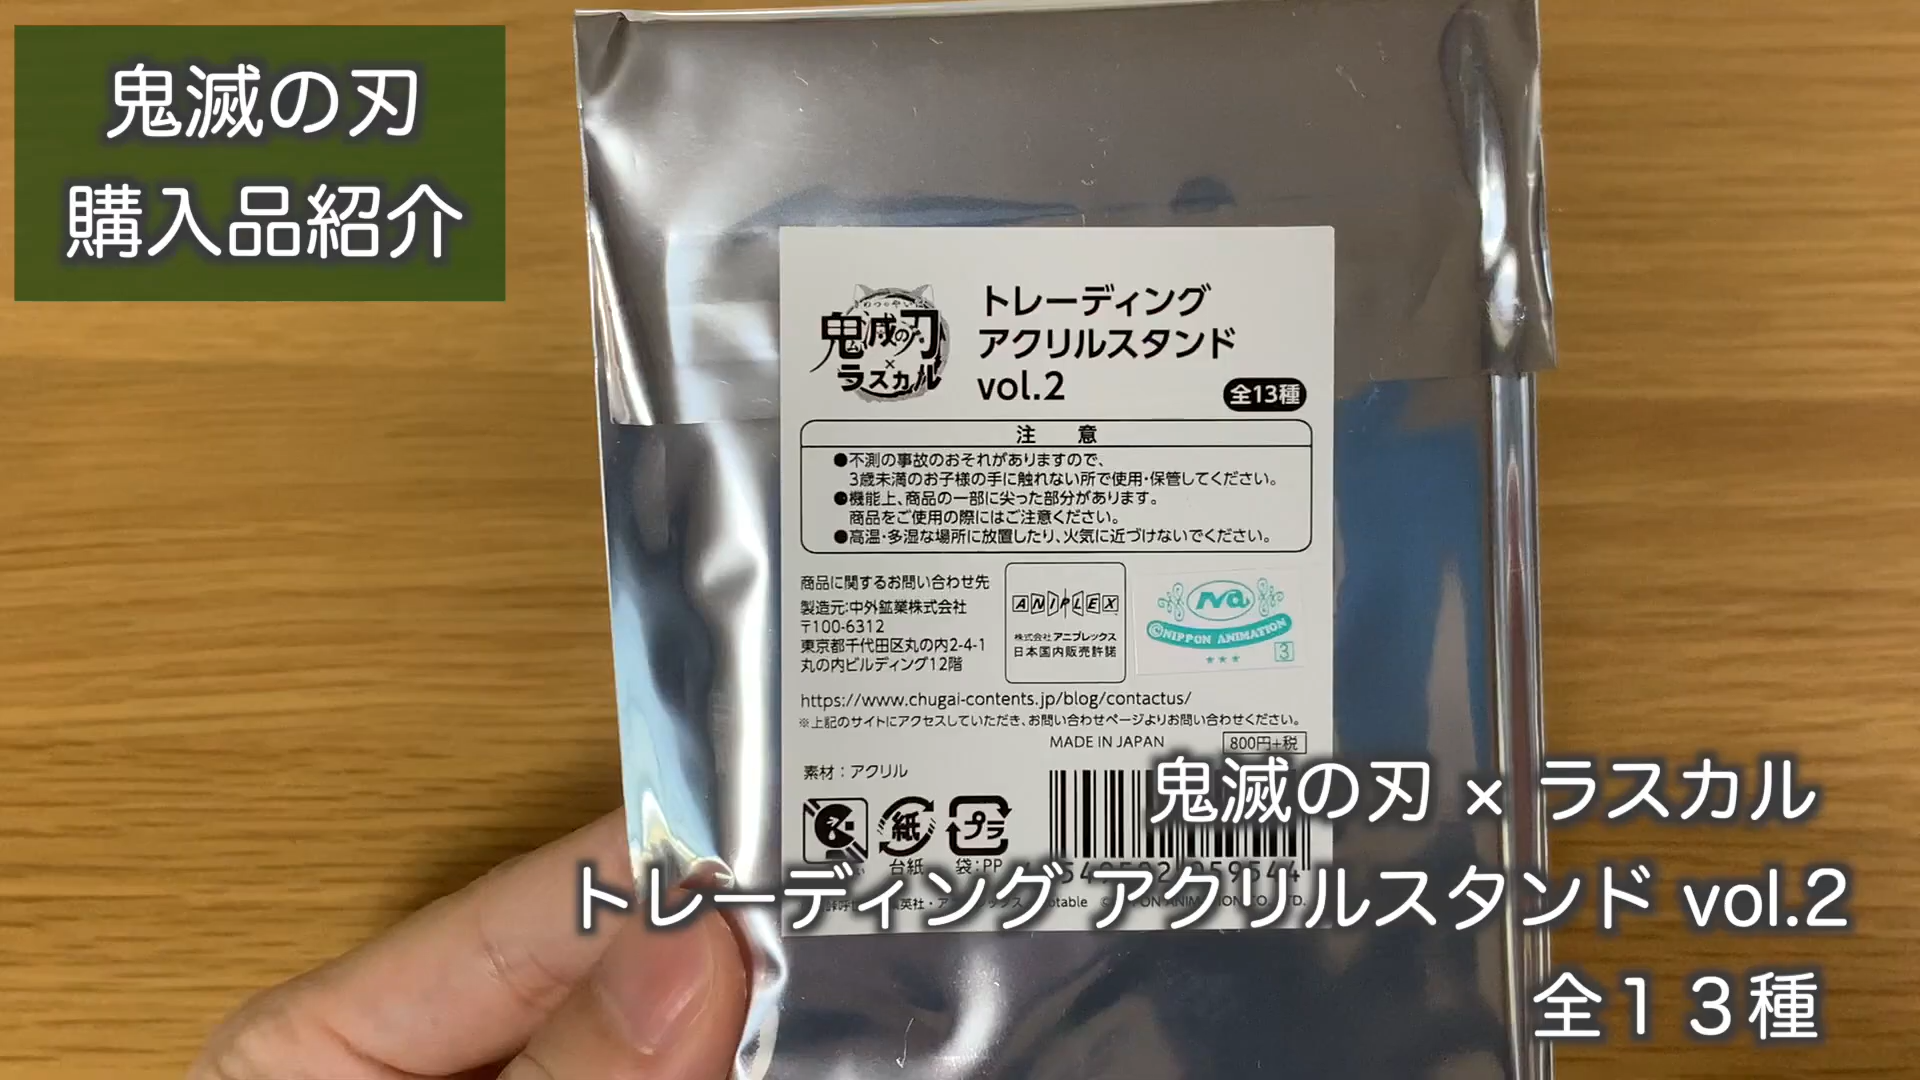 鬼滅の刃
購入品紹介
きめつのやいば
鬼滅の刃
×
ラスカル
トレーディング
アクリルスタンド
vol.2
全13種
注 意
●不測の事故のおそれがありますので、
3歳未満のお子様の手に触れない所で使用・保管してください。
●機能上、商品の一部に尖った部分があります。
商品をご使用の際にはご注意ください。
●高温・多湿な場所に放置したり、火気に近づけないでください。
商品に関するお問い合わせ先
製造元:中外鉱業株式会社
〒100-6312
東京都千代田区丸の内2-4-1
丸の内ビルディング12階
ANIPLEX
株式会社アニプレックス
日本国内販売許諾
na
©NIPPON ANIMATION
★★★ 3
https://www.chugai-contents.jp/blog/contactus/
※上記のサイトにアクセスしていただき、お問い合わせページよりお問い合わせください。
MADE IN JAPAN
800円+税
素材：アクリル
紙
プラ
台紙
袋：PP
鬼滅の刃 × ラスカル
トレーディング アクリルスタンド vol.2
全１３種